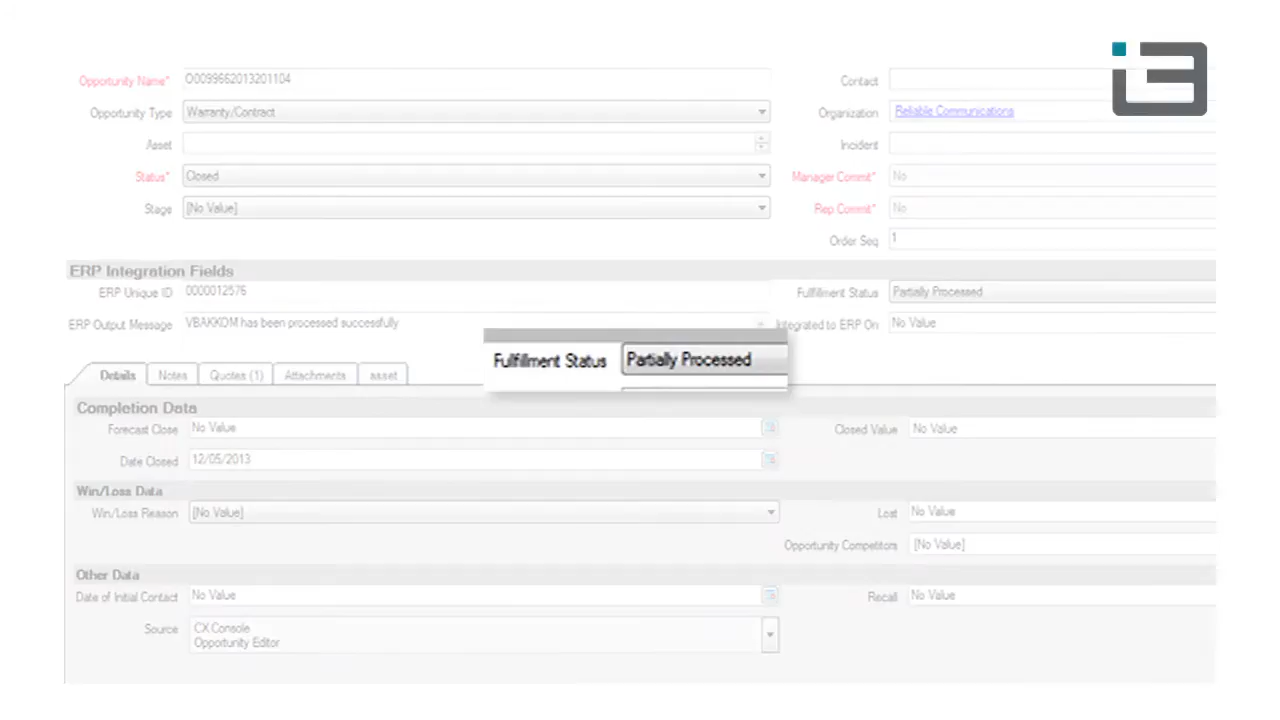 Opportunity Name* O0099662013201104 Contact
Opportunity Type Warranty/Contract Organization Reliable Communications
Asset Incident
Status* Closed Manager Commit* No
Stage [No Value] Rep Commit* No
Order Seq 1
ERP Integration Fields
ERP Unique ID 0000012576 Fulfillment Status Partially Processed
ERP Output Message VBAKKOM has been processed successfully Integrated to ERP On No Value
Fulfillment Status Partially Processed
Details Notes Quotes (1) Attachments asset
Completion Data
Forecast Close No Value Closed Value No Value
Date Closed 12/05/2013
Win/Loss Data
Win/Loss Reason [No Value] Lost No Value
Opportunity Competitors [No Value]
Other Data
Date of Initial Contact No Value Recall No Value
Source CX Console
Opportunity Editor